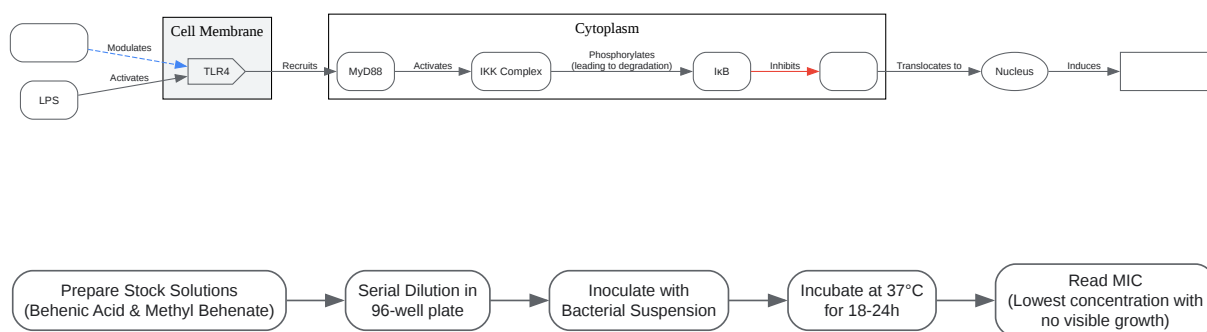 Cell Membrane
Cytoplasm
Modulates
Activates
LPS
TLR4
Recruits
MyD88
Activates
IKK Complex
Phosphorylates
(leading to degradation)
IκB
Inhibits
Translocates to
Nucleus
Induces
Prepare Stock Solutions
(Behenic Acid & Methyl Behenate)
Serial Dilution in
96-well plate
Inoculate with
Bacterial Suspension
Incubate at 37°C
for 18-24h
Read MIC
(Lowest concentration with
no visible growth)